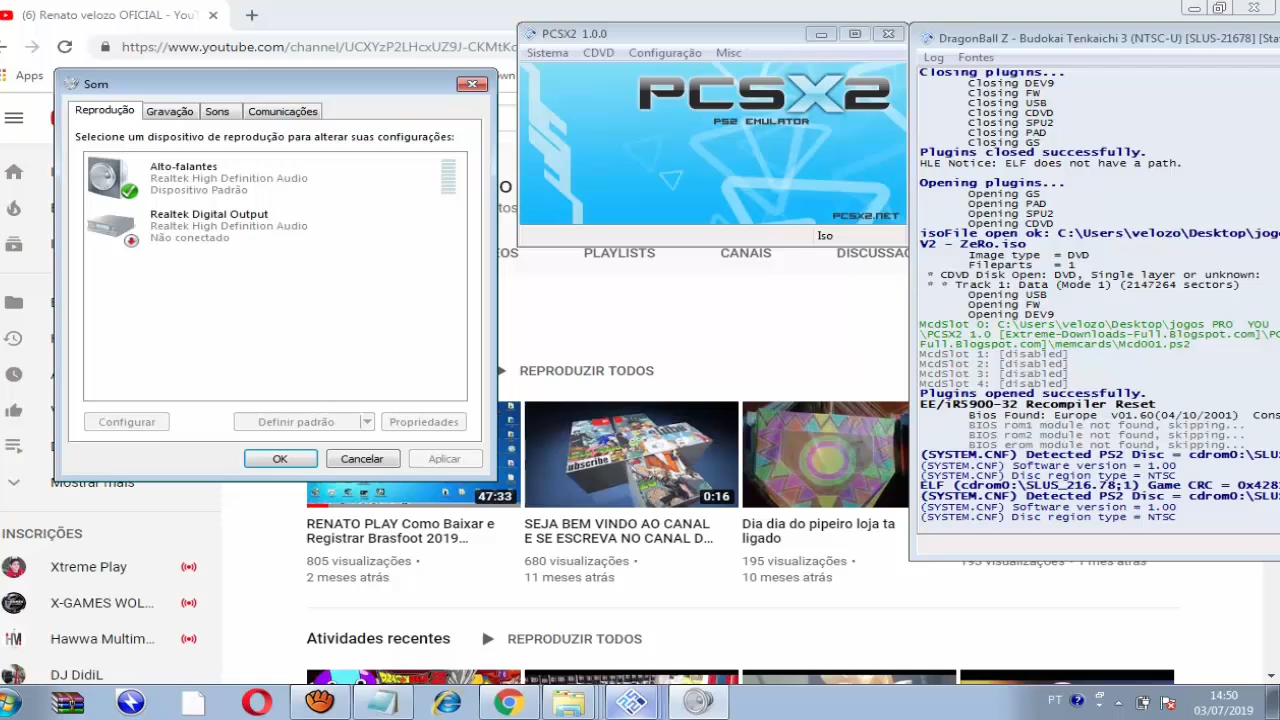 (6) Renato velozo OFICIAL - YouT
https://www.youtube.com/channel/UCXYzP2LHcxUZ9J-CKMtKc
Apps
Som
Reprodução
Gravação
Sons
Comunicações
Selecione um dispositivo de reprodução para alterar suas configurações:
Alto-falantes
Realtek High Definition Audio
Dispositivo Padrão
Realtek Digital Output
Realtek High Definition Audio
Não conectado
Configurar
Definir padrão
Propriedades
OK
Cancelar
Aplicar
PCSX2 1.0.0
Sistema
CDVD
Configuração
Misc
PCSX2
PS2 EMULATOR
PCSX2.NET
Iso
DragonBall Z - Budokai Tenkaichi 3 (NTSC-U) [SLUS-21678] [Sta
Log
Fontes
Closing plugins...
Closing DEV9
Closing FW
Closing USB
Closing CDVD
Closing SPU2
Closing PAD
Closing GS
Plugins closed successfully.
HLE Notice: ELF does not have a path.
Opening plugins...
Opening GS
Opening PAD
Opening SPU2
Opening CDVD
isoFile open ok: C:\Users\velozo\Desktop\jogo
V2 - ZeRo.iso
Image type = DVD
Fileparts = 1
* CDVD Disk Open: DVD, Single layer or unknown:
* * Track 1: Data (Mode 1) (2147264 sectors)
Opening USB
Opening FW
Opening DEV9
McdSlot 0: C:\Users\velozo\Desktop\jogos PRO YOU
\PCSX2 1.0 [Extreme-Downloads-Full.Blogspot.com]\PC
Full.Blogspot.com]\memcards\Mcd001.ps2
McdSlot 1: [disabled]
McdSlot 2: [disabled]
McdSlot 3: [disabled]
McdSlot 4: [disabled]
Plugins opened successfully.
EE/iR5900-32 Recompiler Reset
Bios Found: Europe v01.60(04/10/2001) Cons
BIOS rom1 module not found, skipping...
BIOS rom2 module not found, skipping...
BIOS erom module not found, skipping...
(SYSTEM.CNF) Detected PS2 Disc = cdrom0:\SLU
(SYSTEM.CNF) Software version = 1.00
(SYSTEM.CNF) Disc region type = NTSC
ELF (cdrom0:\SLUS_216.78;1) Game CRC = 0x428
(SYSTEM.CNF) Detected PS2 Disc = cdrom0:\SLU
(SYSTEM.CNF) Software version = 1.00
(SYSTEM.CNF) Disc region type = NTSC
PLAYLISTS
CANAIS
DISCUSSÃ
REPRODUZIR TODOS
Mostrar mais
INSCRIÇÕES
Xtreme Play
X-GAMES WOL...
Hawwa Multim...
DJ DidiL
subscribe
47:33
0:16
RENATO PLAY Como Baixar e
Registrar Brasfoot 2019...
805 visualizações •
2 meses atrás
SEJA BEM VINDO AO CANAL
E SE ESCREVA NO CANAL D...
680 visualizações •
11 meses atrás
Dia dia do pipeiro loja ta
ligado
195 visualizações •
10 meses atrás
Atividades recentes
REPRODUZIR TODOS
PT
14:50
03/07/2019